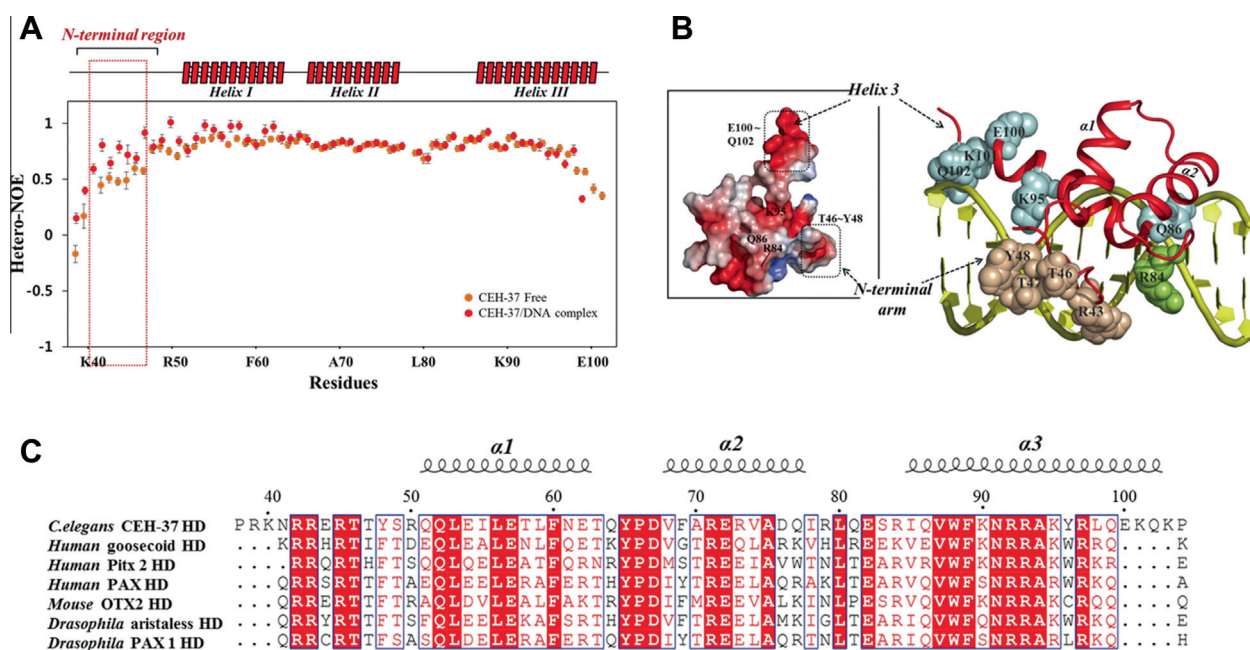 A
N-terminal region
Helix I
Helix II
Helix III
1
0.5
0
-0.5
-1
Hetero-NOE
CEH-37 Free
CEH-37/DNA complex
K40
R50
F60
A70
L80
K90
E100
Residues
B
Helix 3
E100~
Q102
K95
T46~Y48
Q86
R84
N-terminal
arm
α1
α2
E100
K10
Q102
K95
Q86
Y48
T47
T46
R84
R43
C
α1
α2
α3
40 50 60 70 80 90 100
C.elegans CEH-37 HD PRKNRRERTTYSRQQLEILETLFNETQYPDVFARERVADQIRLQESRIQVWFKNRRAKYRLQEKQKP
Human goosecoid HD ...KRRHRTIFTDEQLEALENLFQETKYPDVGTREQLARKVHLREEKVEVWFKNRRAKWRRQ....K
Human Pitx 2 HD ....RRQRTHFTSQQLQELEATFQRNRYPDMSTREEIAVWTNLTEARVRVWFKNRRAKWRKR....E
Human PAX HD ...QRRSRTTFTAEQLEELERAFERTHYPDIYTREELAQRAKLTEARVQVWFSNRRARWRKQ....A
Mouse OTX2 HD ...QRRERTTFTRAQLDVLEALFAKTRYPDIFMREEVALKINLPESRVQVWFKNRRAKCRQQ....Q
Drasophila aristaless HD ...QRRYRTTFTSFQLEELEKAFSRTHYPDVFTREELAMKIGLTEARIQVWFQNRRAKWRKQ....E
Drasophila PAX 1 HD ...QRRCRTTFSASQLDELERAFERTQYPDIYTREELAQRTNLTEARIQVWFSNRRARLRKQ....H